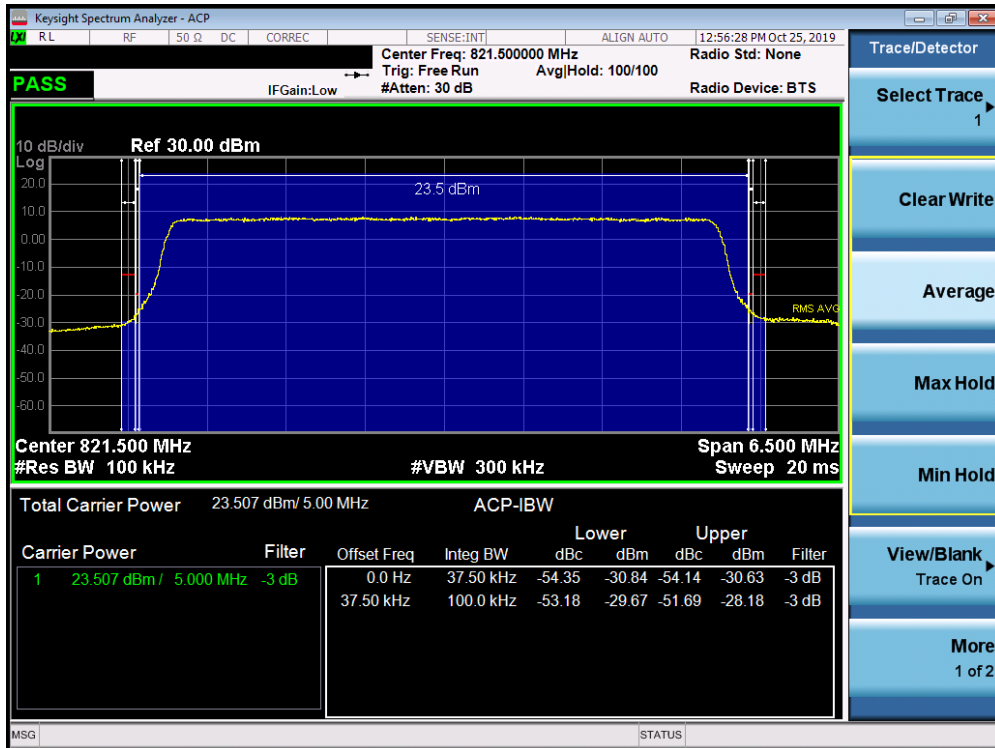 Keysight Spectrum Analyzer - ACP
LXI RL RF 50 Ω DC CORREC SENSE:INT ALIGN AUTO 12:56:28 PM Oct 25, 2019
Center Freq: 821.500000 MHz Radio Std: None
Trig: Free Run Avg|Hold: 100/100
PASS IFGain:Low #Atten: 30 dB Radio Device: BTS
10 dB/div Ref 30.00 dBm
Log
20.0
23.5 dBm
10.0
0.00
-10.0
-20.0
RMS AVG
-30.0
-40.0
-50.0
-60.0
Center 821.500 MHz Span 6.500 MHz
#Res BW 100 kHz #VBW 300 kHz Sweep 20 ms
Total Carrier Power 23.507 dBm/ 5.00 MHz ACP-IBW
Lower Upper
Carrier Power Filter Offset Freq Integ BW dBc dBm dBc dBm Filter
1 23.507 dBm / 5.000 MHz -3 dB 0.0 Hz 37.50 kHz -54.35 -30.84 -54.14 -30.63 -3 dB
37.50 kHz 100.0 kHz -53.18 -29.67 -51.69 -28.18 -3 dB
MSG STATUS
Trace/Detector
Select Trace
1
Clear Write
Average
Max Hold
Min Hold
View/Blank
Trace On
More
1 of 2